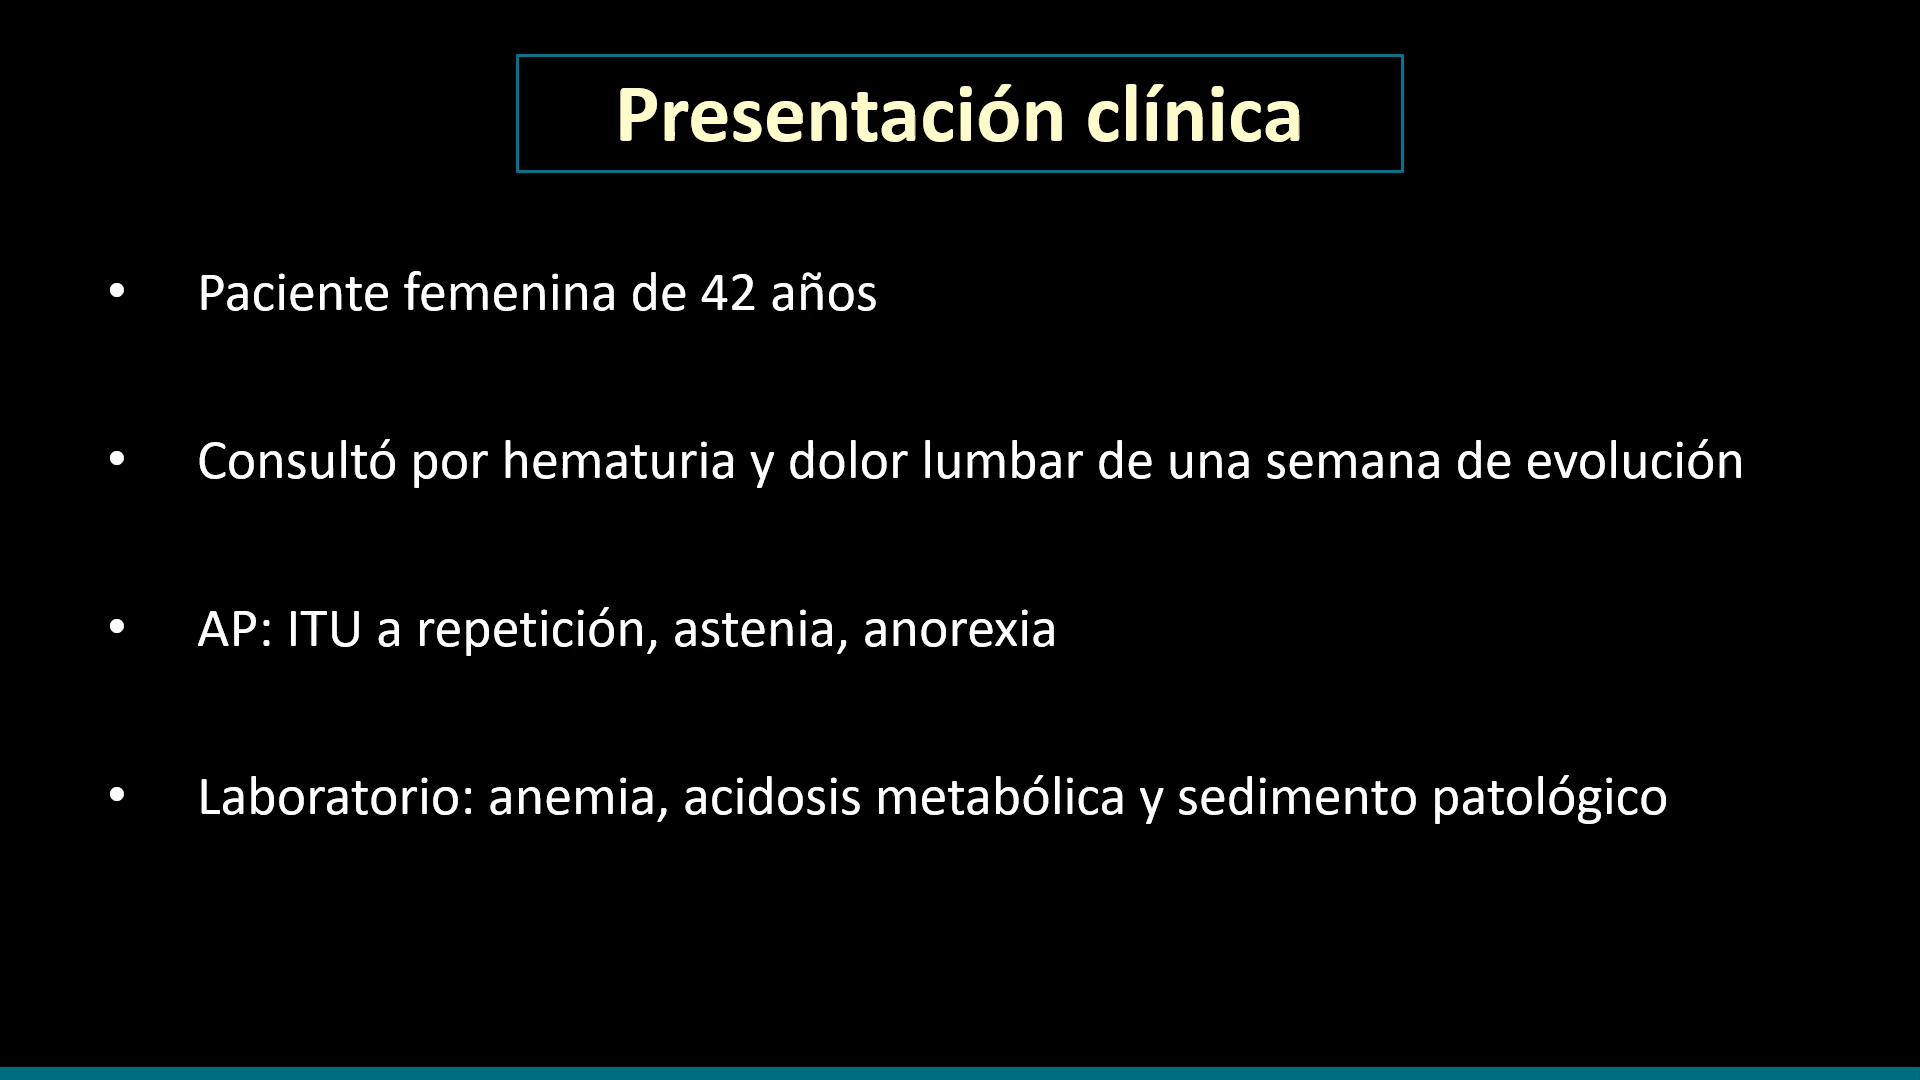 Presentación clínica
• Paciente femenina de 42 años
• Consultó por hematuria y dolor lumbar de una semana de evolución
• AP: ITU a repetición, astenia, anorexia
• Laboratorio: anemia, acidosis metabólica y sedimento patológico